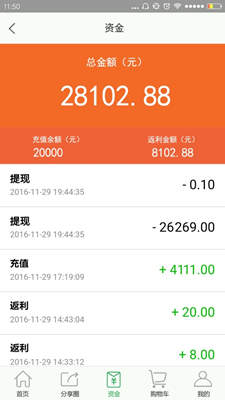 11:50
资金
总金额（元）
28102.88
充值余额（元） 返利金额（元）
20000 8102.88
提现
2016-11-29 19:44:35
- 0.10
提现
2016-11-29 19:44:35
- 26269.00
充值
2016-11-29 17:19:09
+ 4111.00
返利
2016-11-29 14:43:04
+ 20.00
返利
2016-11-29 14:33:12
+ 8.00
首页 分享圈 资金 购物车 我的